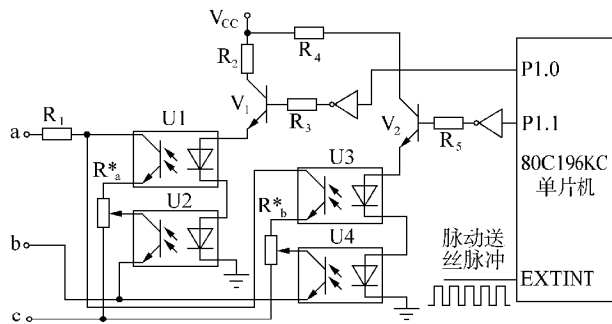 V_CC
R_2
R_4
P1.0
V_1
R_3
V_2
R_5
P1.1
80C196KC
单片机
a
R_1
U1
U3
R*_a
U2
R*_b
U4
b
脉动送
丝脉冲
EXTINT
c